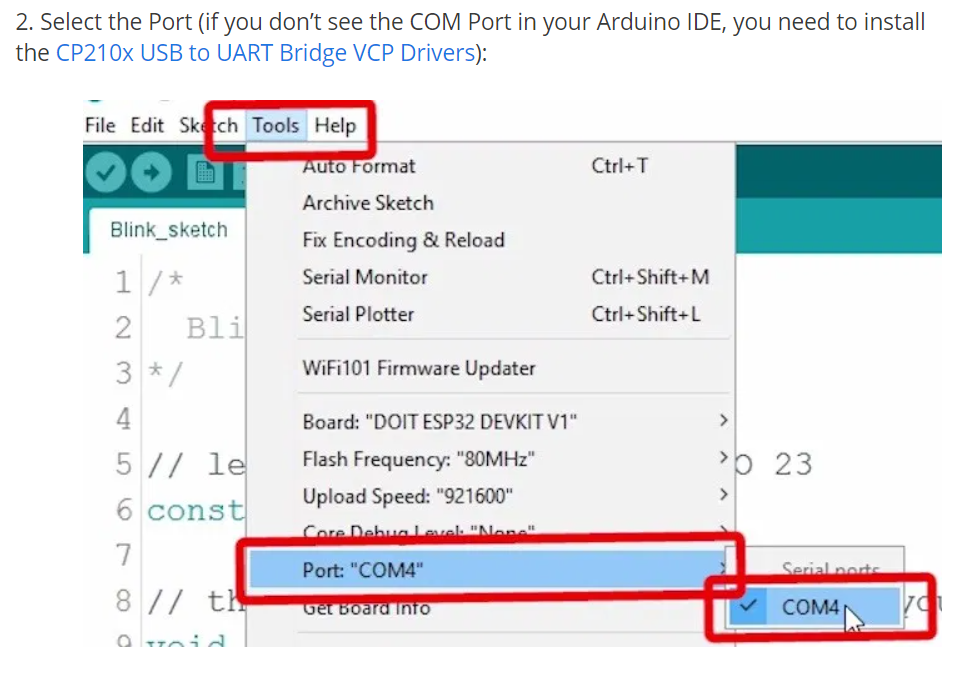 2. Select the Port (if you don’t see the COM Port in your Arduino IDE, you need to install
the CP210x USB to UART Bridge VCP Drivers):
File Edit Sketch Tools Help
Auto Format Ctrl+T
Archive Sketch
Blink_sketch
Fix Encoding & Reload
1 /*
Serial Monitor Ctrl+Shift+M
2 Bli
Serial Plotter Ctrl+Shift+L
3 */
WiFi101 Firmware Updater
4
Board: "DOIT ESP32 DEVKIT V1"
5 // le
Flash Frequency: "80MHz"
O 23
Upload Speed: "921600"
6 const
Core Debug Level: "None"
7
Port: "COM4"
Serial ports
8 // th
Get Board Info
COM4
you
9 void